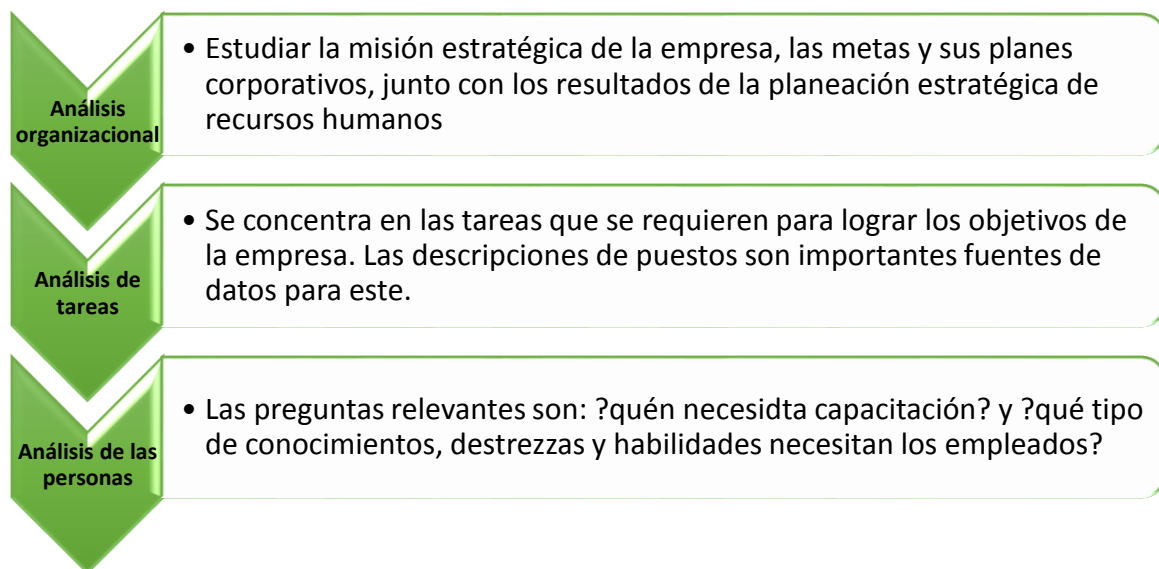 Análisis
organizacional
• Estudiar la misión estratégica de la empresa, las metas y sus planes
corporativos, junto con los resultados de la planeación estratégica de
recursos humanos
Análisis de
tareas
• Se concentra en las tareas que se requieren para lograr los objetivos de
la empresa. Las descripciones de puestos son importantes fuentes de
datos para este.
Análisis de las
personas
• Las preguntas relevantes son: ?quén necesidta capacitación? y ?qué tipo
de conocimientos, destrezzas y habilidades necesitan los empleados?